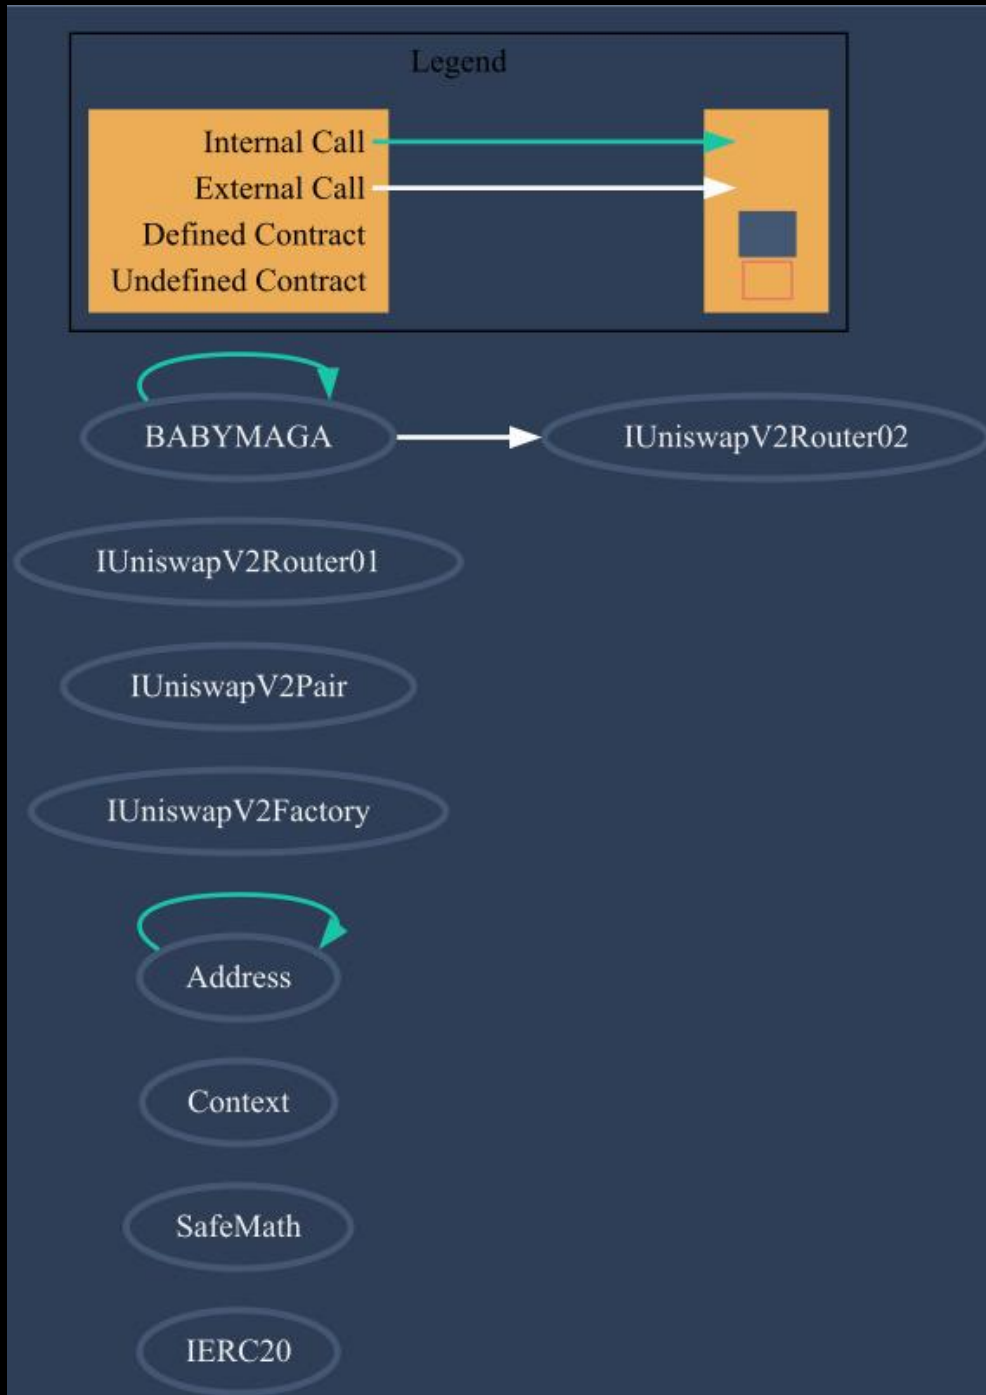 Legend
Internal Call
External Call
Defined Contract
Undefined Contract
BABYMAGA
IUniswapV2Router02
IUniswapV2Router01
IUniswapV2Pair
IUniswapV2Factory
Address
Context
SafeMath
IERC20